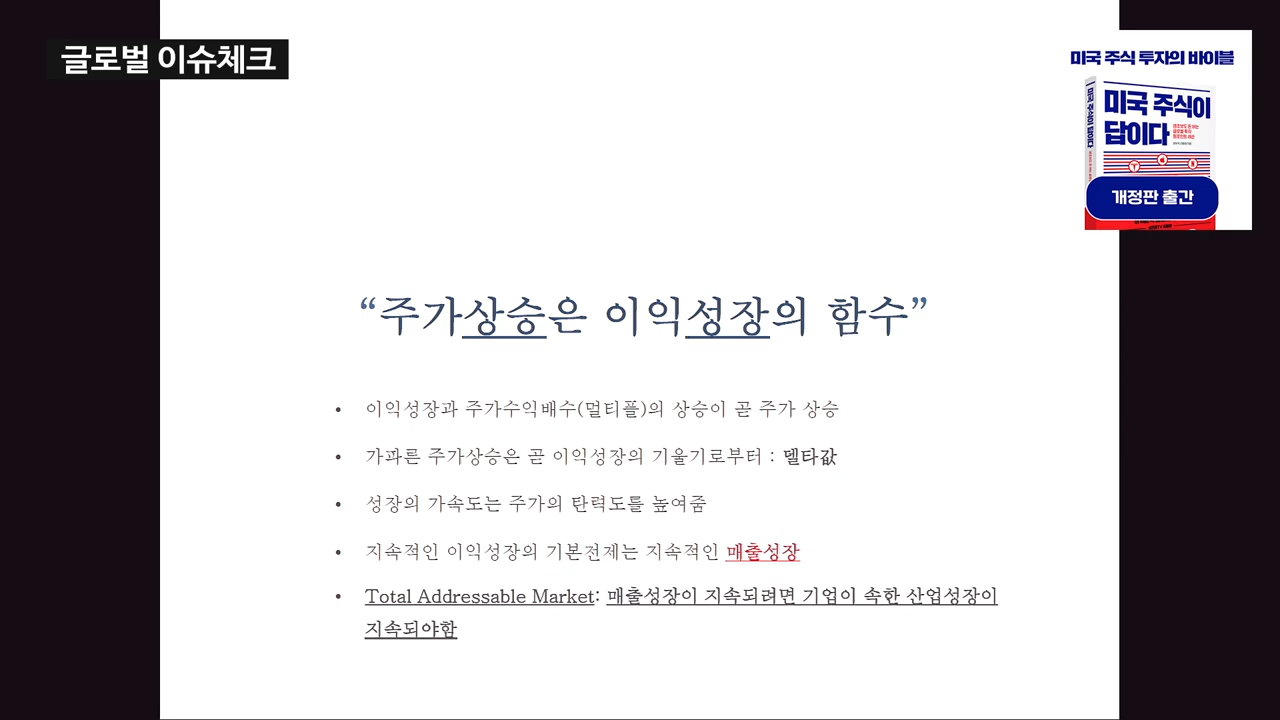 글로벌 이슈체크
미국 주식 투자의 바이블
미국 주식이
답이다
개정판 출간
“주가상승은 이익성장의 함수”
• 이익성장과 주가수익배수(멀티플)의 상승이 곧 주가 상승
• 가파른 주가상승은 곧 이익성장의 기울기로부터 : 델타값
• 성장의 가속도는 주가의 탄력도를 높여줌
• 지속적인 이익성장의 기본전제는 지속적인 매출성장
• Total Addressable Market: 매출성장이 지속되려면 기업이 속한 산업성장이
지속되야함